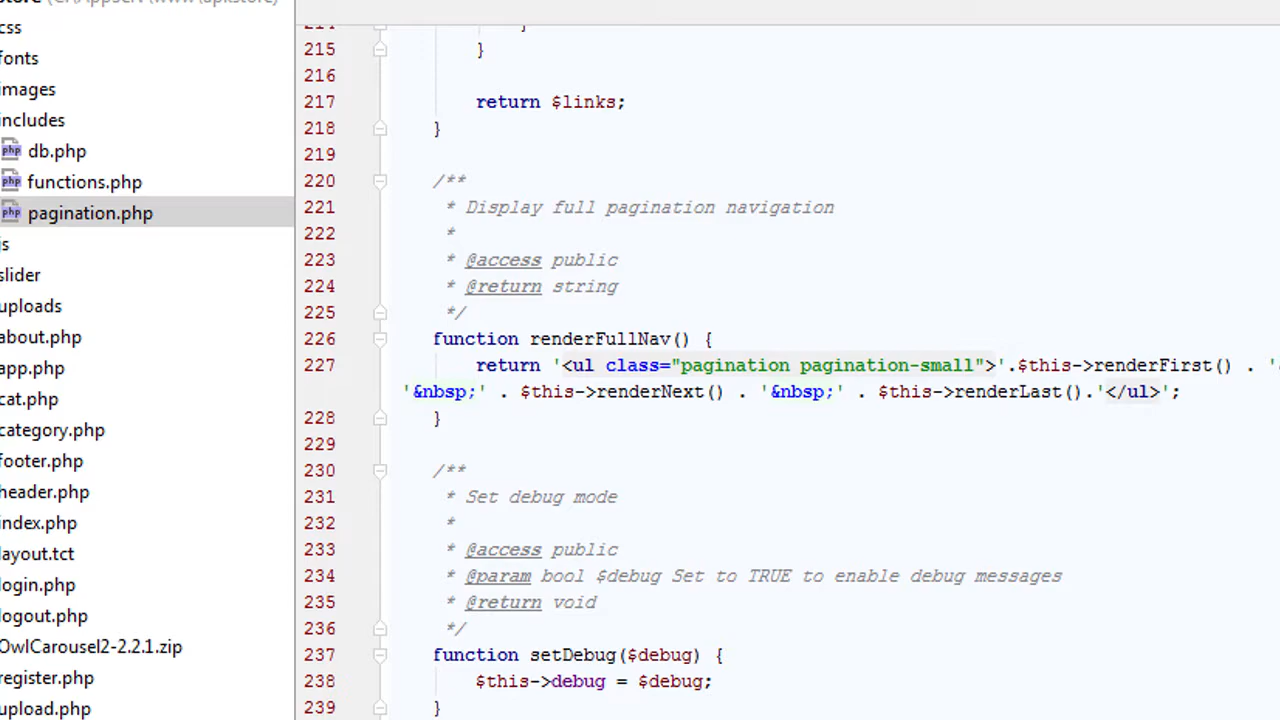 css
fonts
images
includes
db.php
functions.php
pagination.php
js
slider
uploads
about.php
app.php
cat.php
category.php
footer.php
header.php
index.php
layout.tct
login.php
logout.php
OwlCarousel2-2.2.1.zip
register.php
upload.php
215 }
216
217 return $links;
218 }
219
220 /**
221 * Display full pagination navigation
222 *
223 * @access public
224 * @return string
225 */
226 function renderFullNav() {
227 return '<ul class="pagination pagination-small">'.$this->renderFirst() . '
'&nbsp;' . $this->renderNext() . '&nbsp;' . $this->renderLast().'</ul>';
228 }
229
230 /**
231 * Set debug mode
232 *
233 * @access public
234 * @param bool $debug Set to TRUE to enable debug messages
235 * @return void
236 */
237 function setDebug($debug) {
238 $this->debug = $debug;
239 }